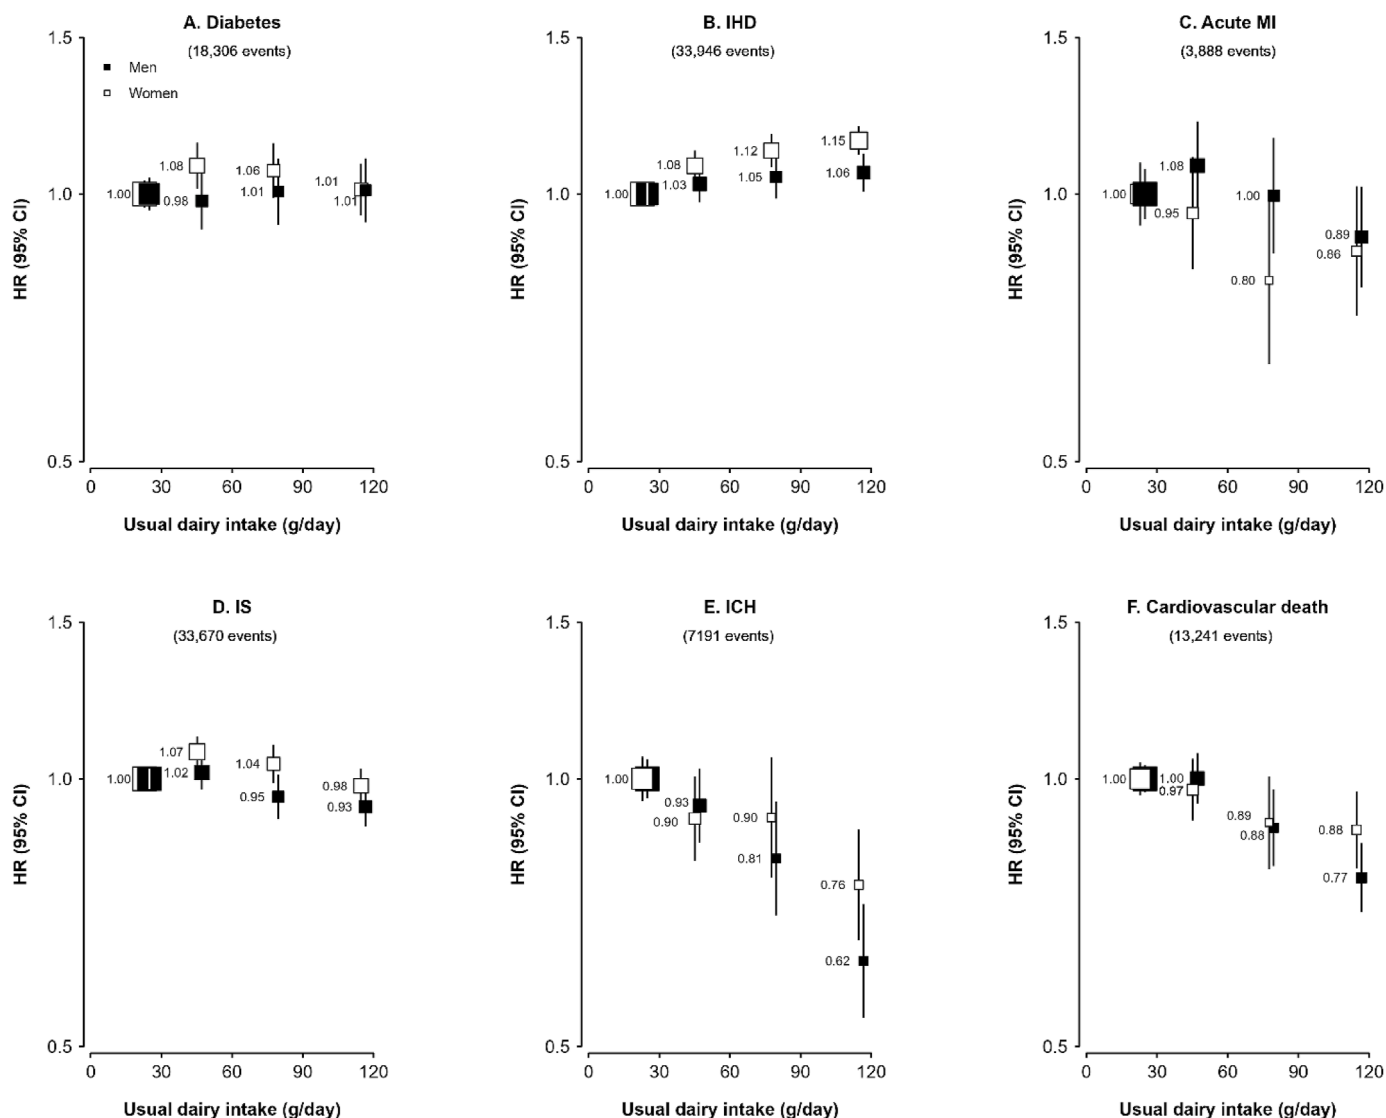 A. Diabetes
(18,306 events)
1.5
1.0
0.5
HR (95% CI)
Men
Women
1.00
1.08
0.98
1.06
1.01
1.01
1.01
0 30 60 90 120
Usual dairy intake (g/day)
B. IHD
(33,946 events)
1.5
1.0
0.5
HR (95% CI)
1.00
1.08
1.03
1.12
1.05
1.15
1.06
0 30 60 90 120
Usual dairy intake (g/day)
C. Acute MI
(3,888 events)
1.5
1.0
0.5
HR (95% CI)
1.00
1.08
0.95
1.00
0.80
0.89
0.86
0 30 60 90 120
Usual dairy intake (g/day)
D. IS
(33,670 events)
1.5
1.0
0.5
HR (95% CI)
1.00
1.07
1.02
1.04
0.95
0.98
0.93
0 30 60 90 120
Usual dairy intake (g/day)
E. ICH
(7191 events)
1.5
1.0
0.5
HR (95% CI)
1.00
0.93
0.90
0.90
0.81
0.76
0.62
0 30 60 90 120
Usual dairy intake (g/day)
F. Cardiovascular death
(13,241 events)
1.5
1.0
0.5
HR (95% CI)
1.00
1.00
0.97
0.89
0.88
0.88
0.77
0 30 60 90 120
Usual dairy intake (g/day)